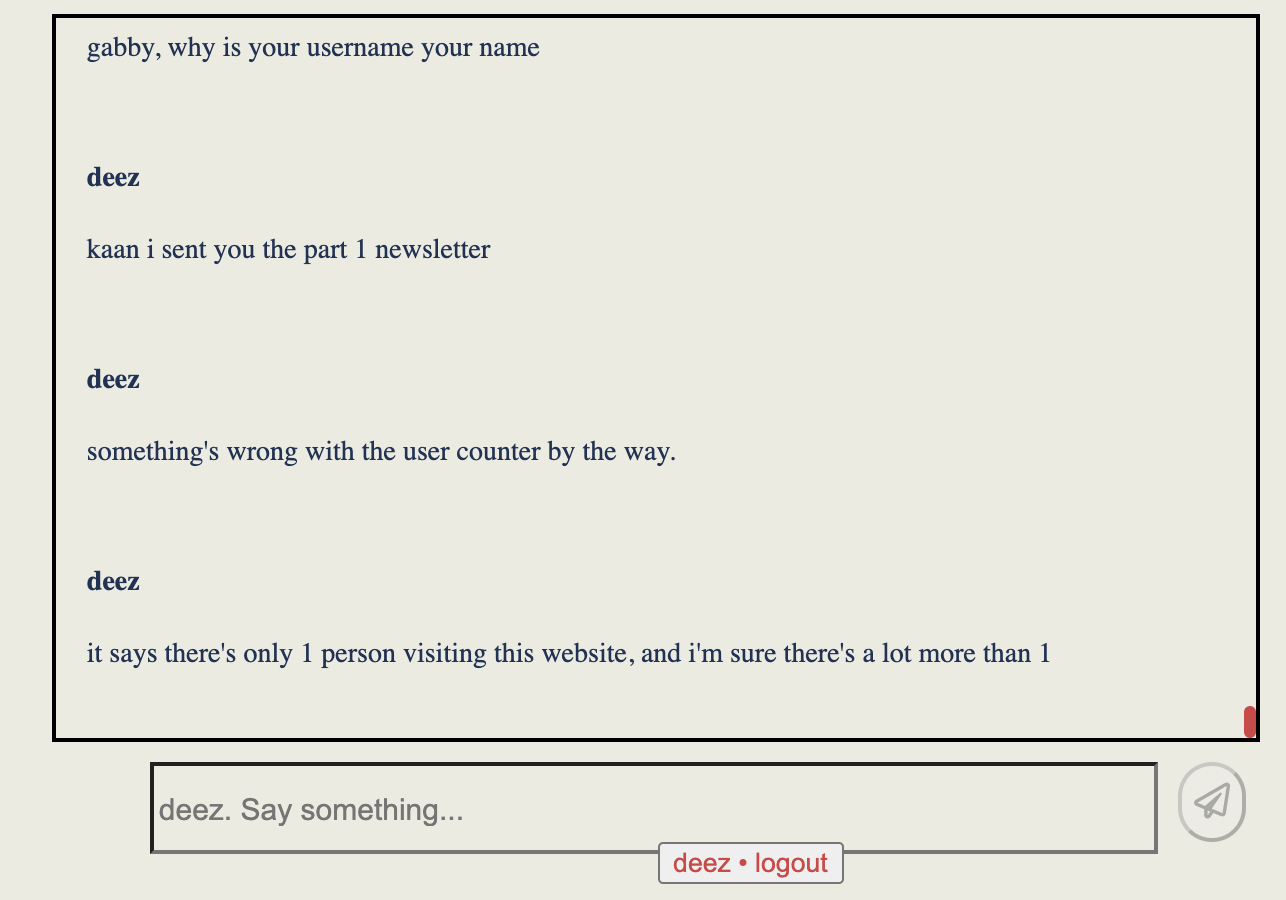 gabby, why is your username your name
deez
kaan i sent you the part 1 newsletter
deez
something's wrong with the user counter by the way.
deez
it says there's only 1 person visiting this website, and i'm sure there's a lot more than 1
deez. Say something...
deez • logout